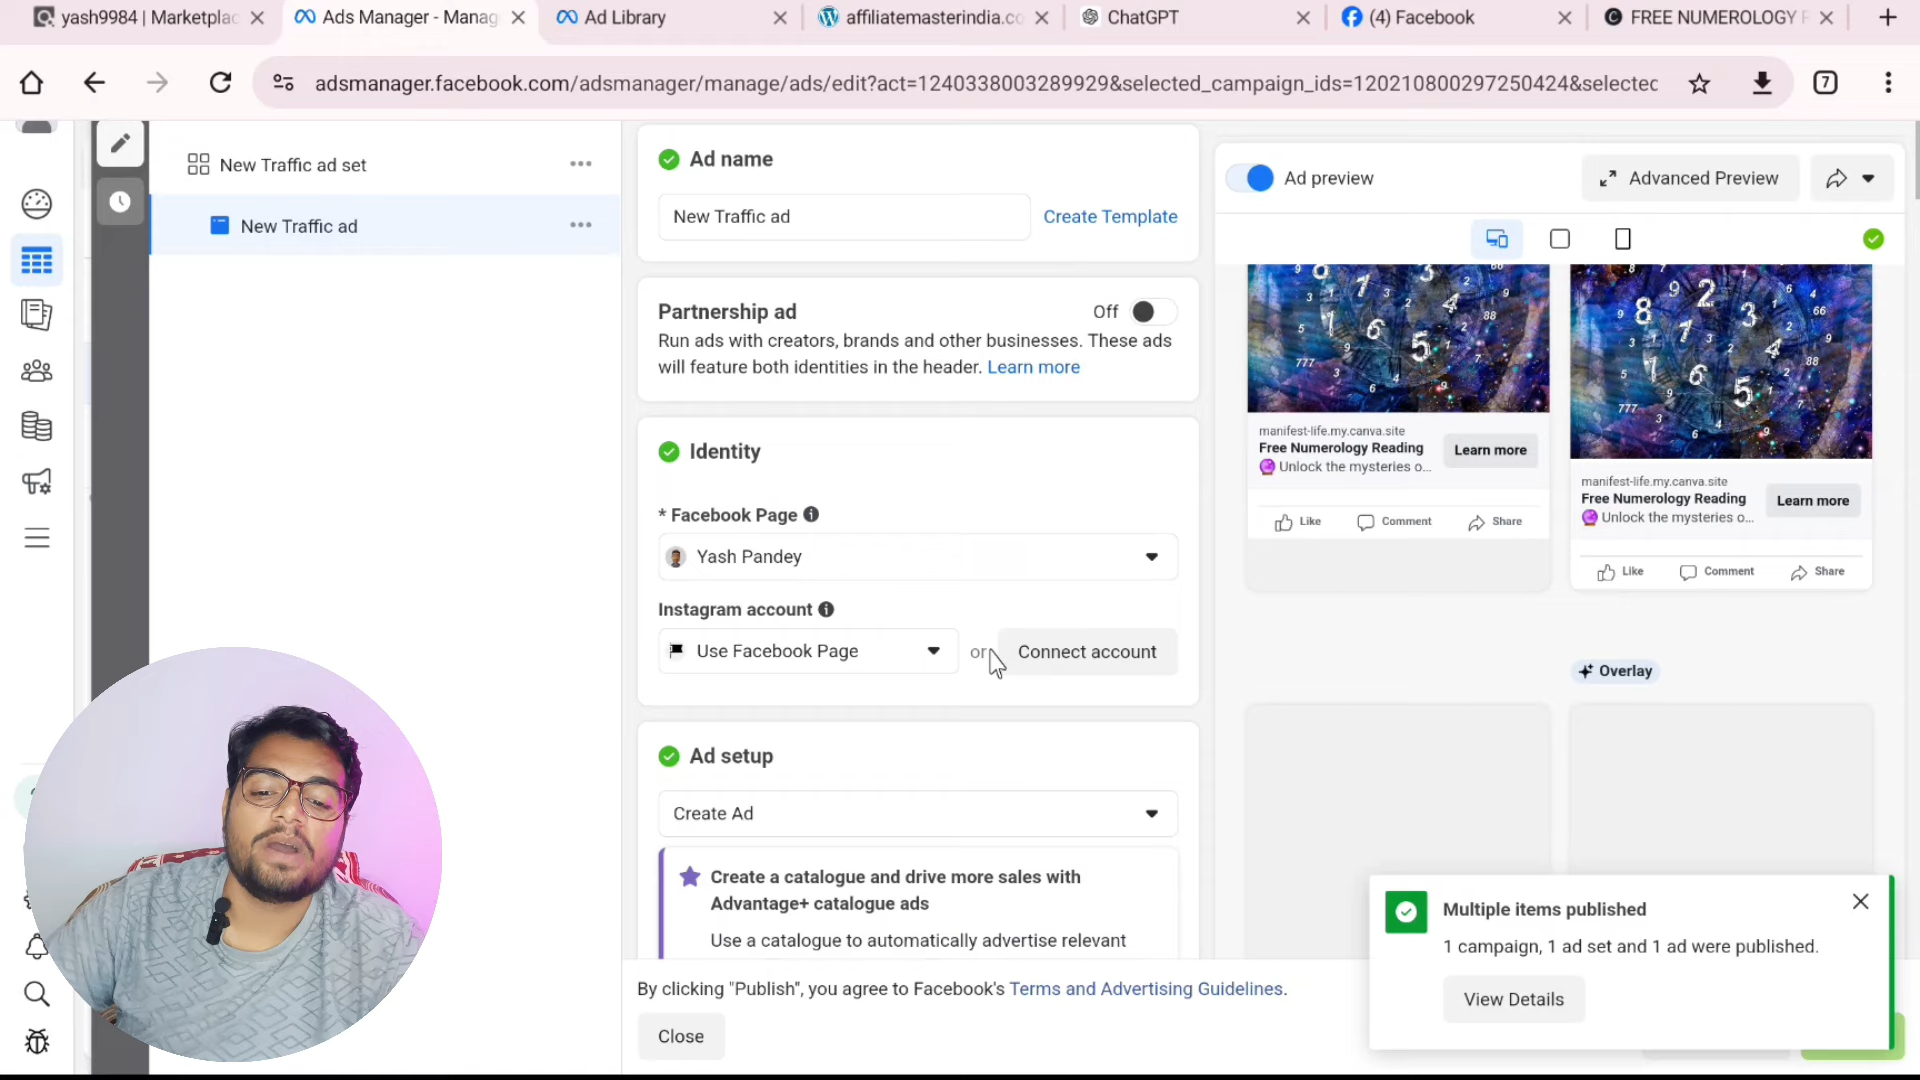 yash9984 | Marketplac
Ads Manager - Manag
Ad Library
affiliatemasterindia.co
ChatGPT
(4) Facebook
FREE NUMEROLOGY
adsmanager.facebook.com/adsmanager/manage/ads/edit?act=1240338003289929&selected_campaign_ids=120210800297250424&selectec
7
New Traffic ad set
New Traffic ad
Ad name
New Traffic ad
Create Template
Partnership ad
Off
Run ads with creators, brands and other businesses. These ads
will feature both identities in the header. Learn more
Identity
* Facebook Page
Yash Pandey
Instagram account
Use Facebook Page
or
Connect account
Ad setup
Create Ad
Create a catalogue and drive more sales with
Advantage+ catalogue ads
Use a catalogue to automatically advertise relevant
By clicking "Publish", you agree to Facebook's Terms and Advertising Guidelines.
Close
Ad preview
Advanced Preview
manifest-life.my.canva.site
Free Numerology Reading
Unlock the mysteries o...
Learn more
Like
Comment
Share
manifest-life.my.canva.site
Free Numerology Reading
Unlock the mysteries o...
Learn more
Like
Comment
Share
Overlay
Multiple items published
1 campaign, 1 ad set and 1 ad were published.
View Details